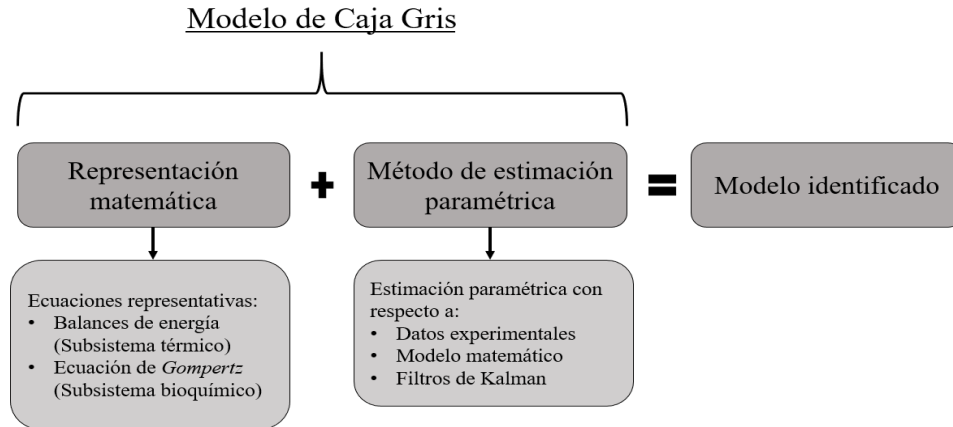 Modelo de Caja Gris
Representación
matemática
+
Método de estimación
paramétrica
=
Modelo identificado
Ecuaciones representativas:
• Balances de energía
(Subsistema térmico)
• Ecuación de Gompertz
(Subsistema bioquímico)
Estimación paramétrica con
respecto a:
• Datos experimentales
• Modelo matemático
• Filtros de Kalman